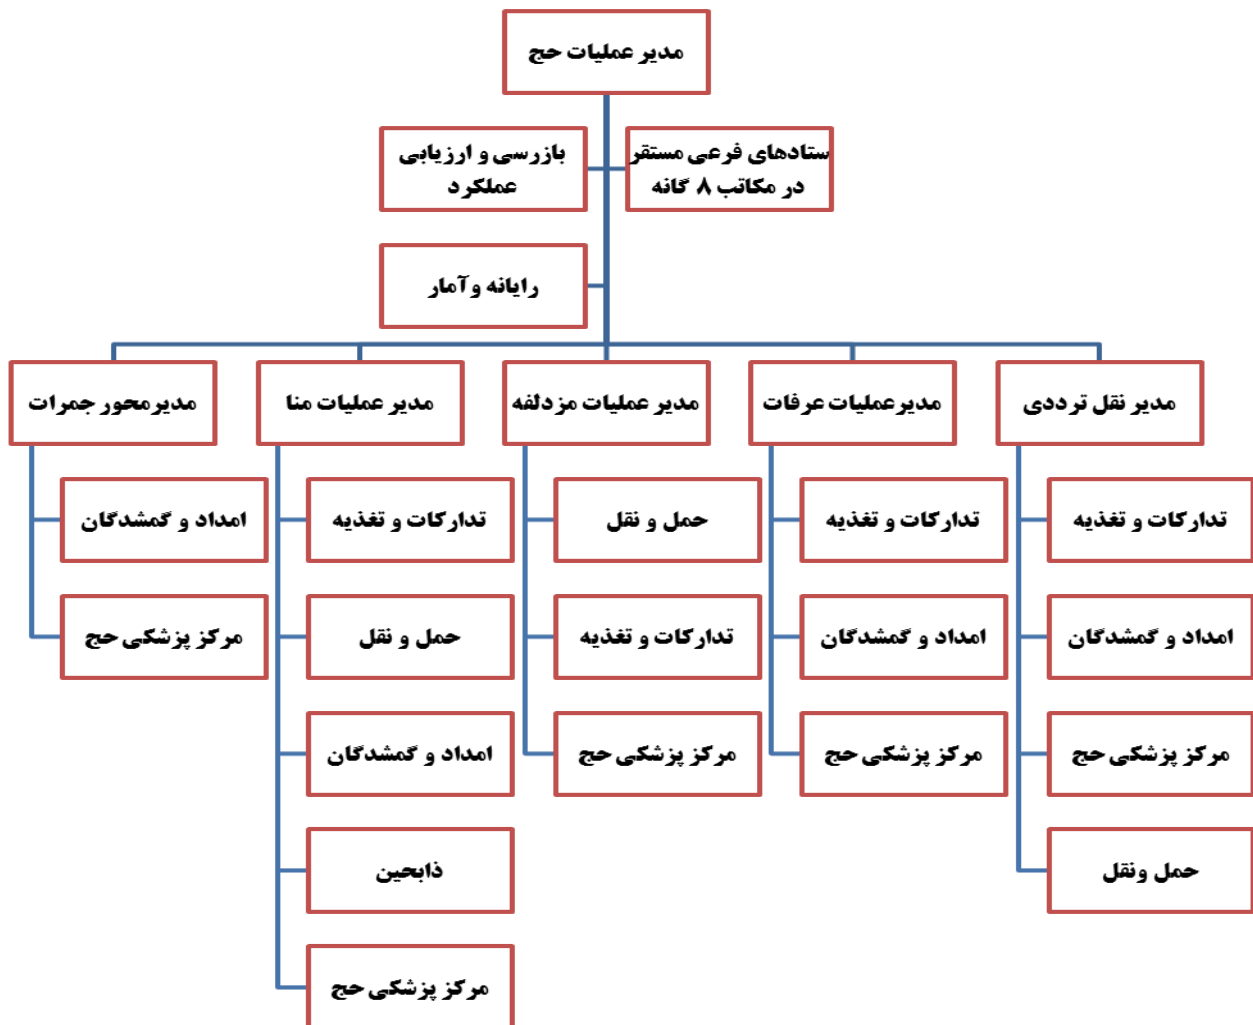 مدیر عملیات حج
ستادهای فرعی مستقر
در مکاتب ۸ گانه
بازرسی و ارزیابی
عملکرد
رایانه وآمار
مدیر نقل ترددی
تدارکات و تغذیه
امداد و گمشدگان
مرکز پزشکی حج
حمل ونقل
مدیرعملیات عرفات
تدارکات و تغذیه
امداد و گمشدگان
مرکز پزشکی حج
مدیر عملیات مزدلفه
حمل و نقل
تدارکات و تغذیه
مرکز پزشکی حج
مدیر عملیات منا
تدارکات و تغذیه
حمل و نقل
امداد و گمشدگان
ذابحین
مرکز پزشکی حج
مدیرمحور جمرات
امداد و گمشدگان
مرکز پزشکی حج